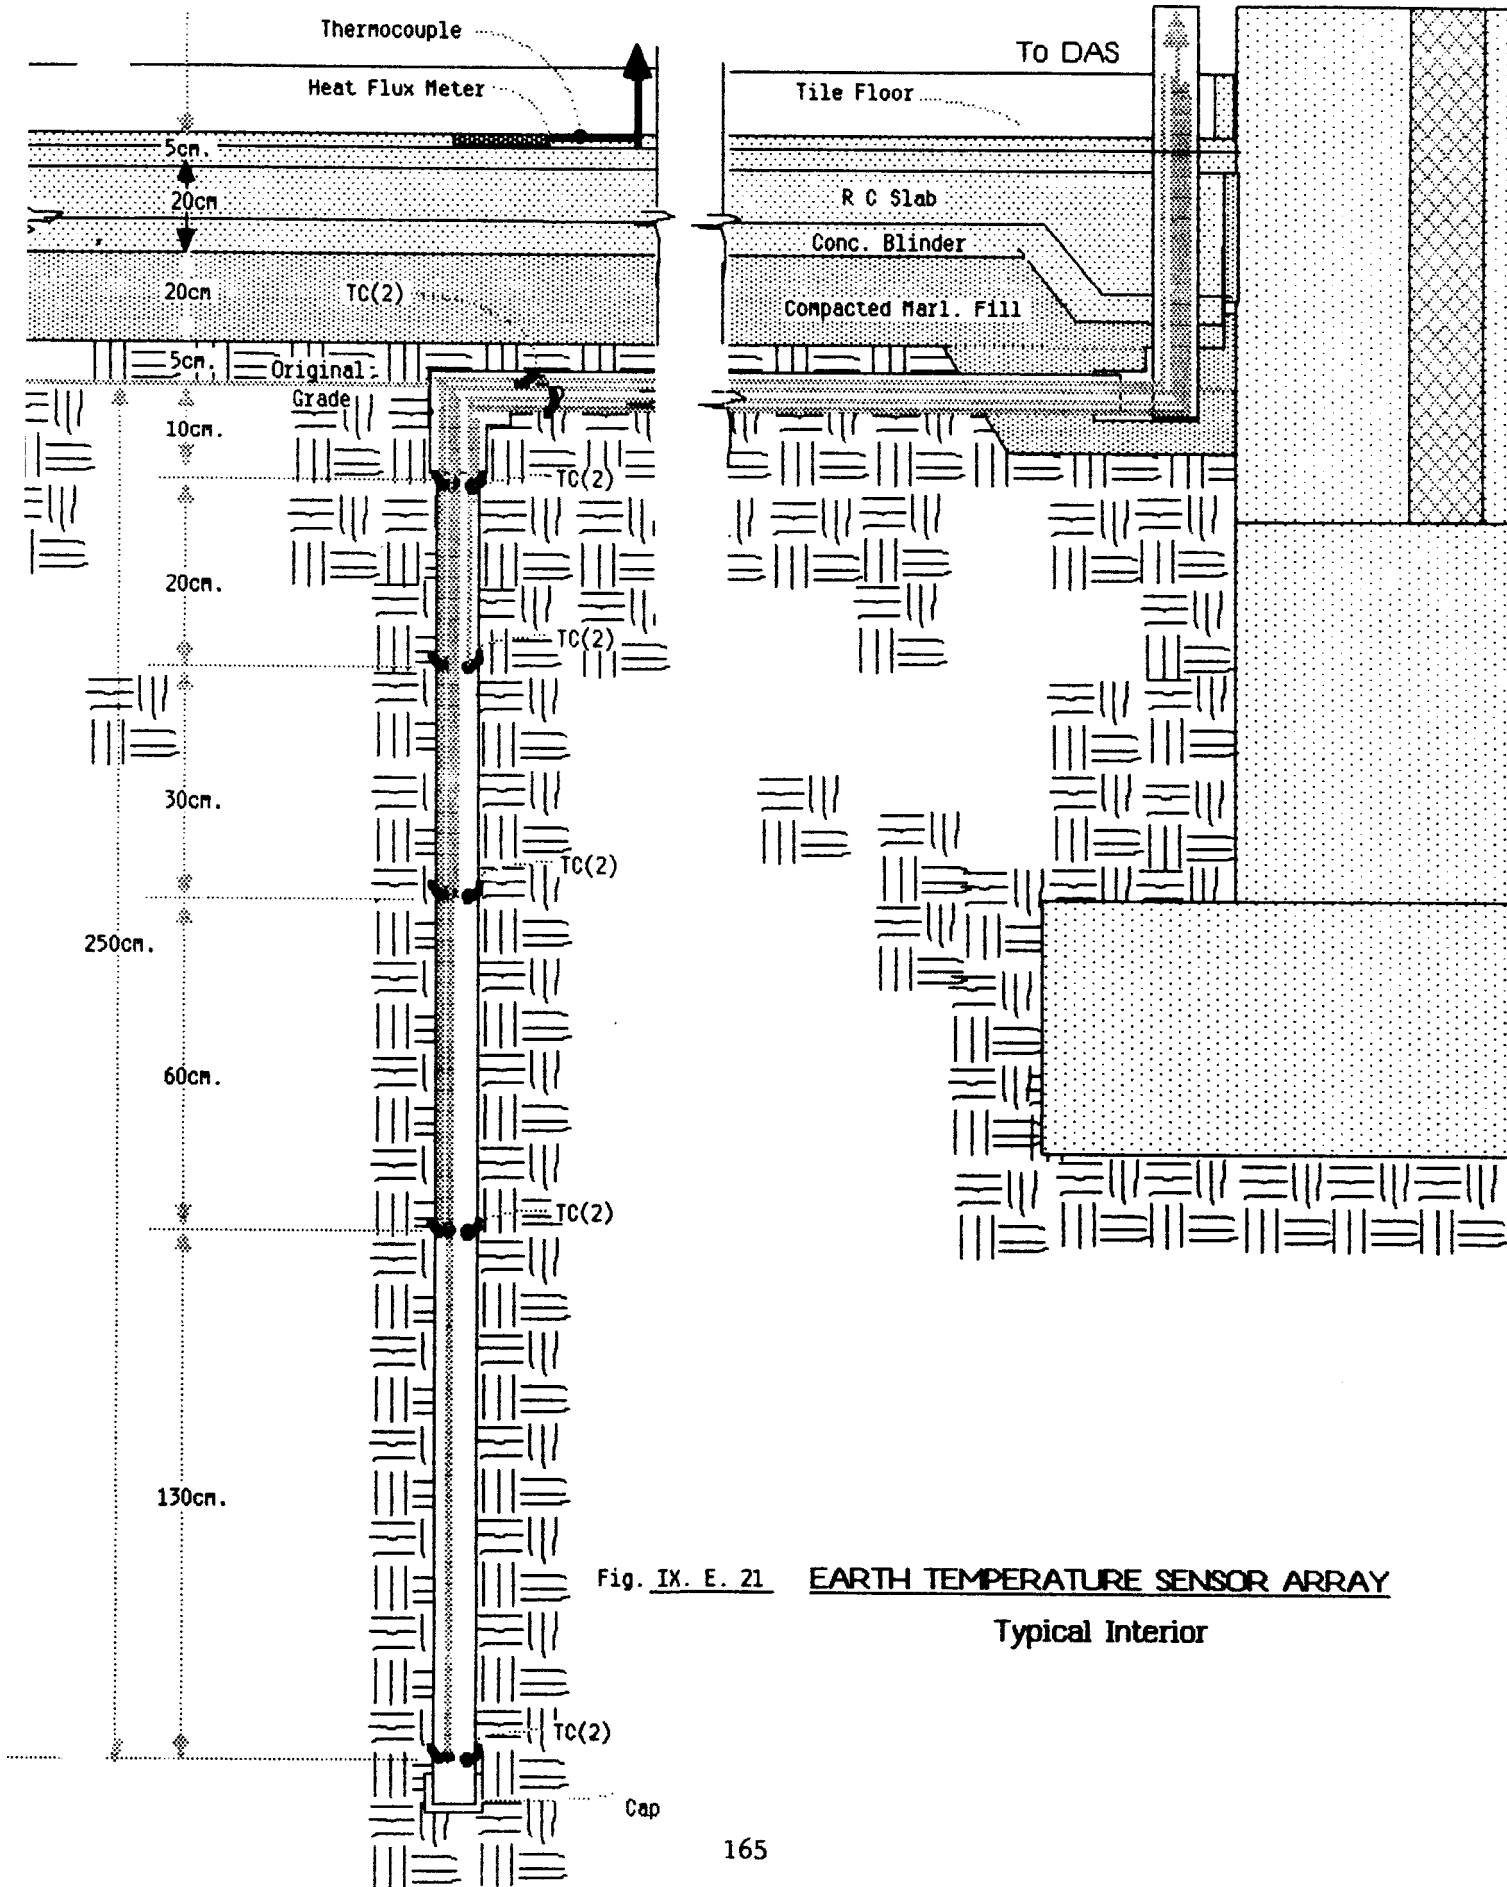 Thermocouple
To DAS
Heat Flux Meter
Tile Floor
5cm.
20cm
R C Slab
Conc. Blinder
20cm
TC(2)
Compacted Marl. Fill
5cm.
Original
Grade
10cm.
TC(2)
20cm.
TC(2)
30cm.
TC(2)
250cm.
60cm.
TC(2)
130cm.
Fig. IX. E. 21 EARTH TEMPERATURE SENSOR ARRAY
Typical Interior
TC(2)
Cap
165